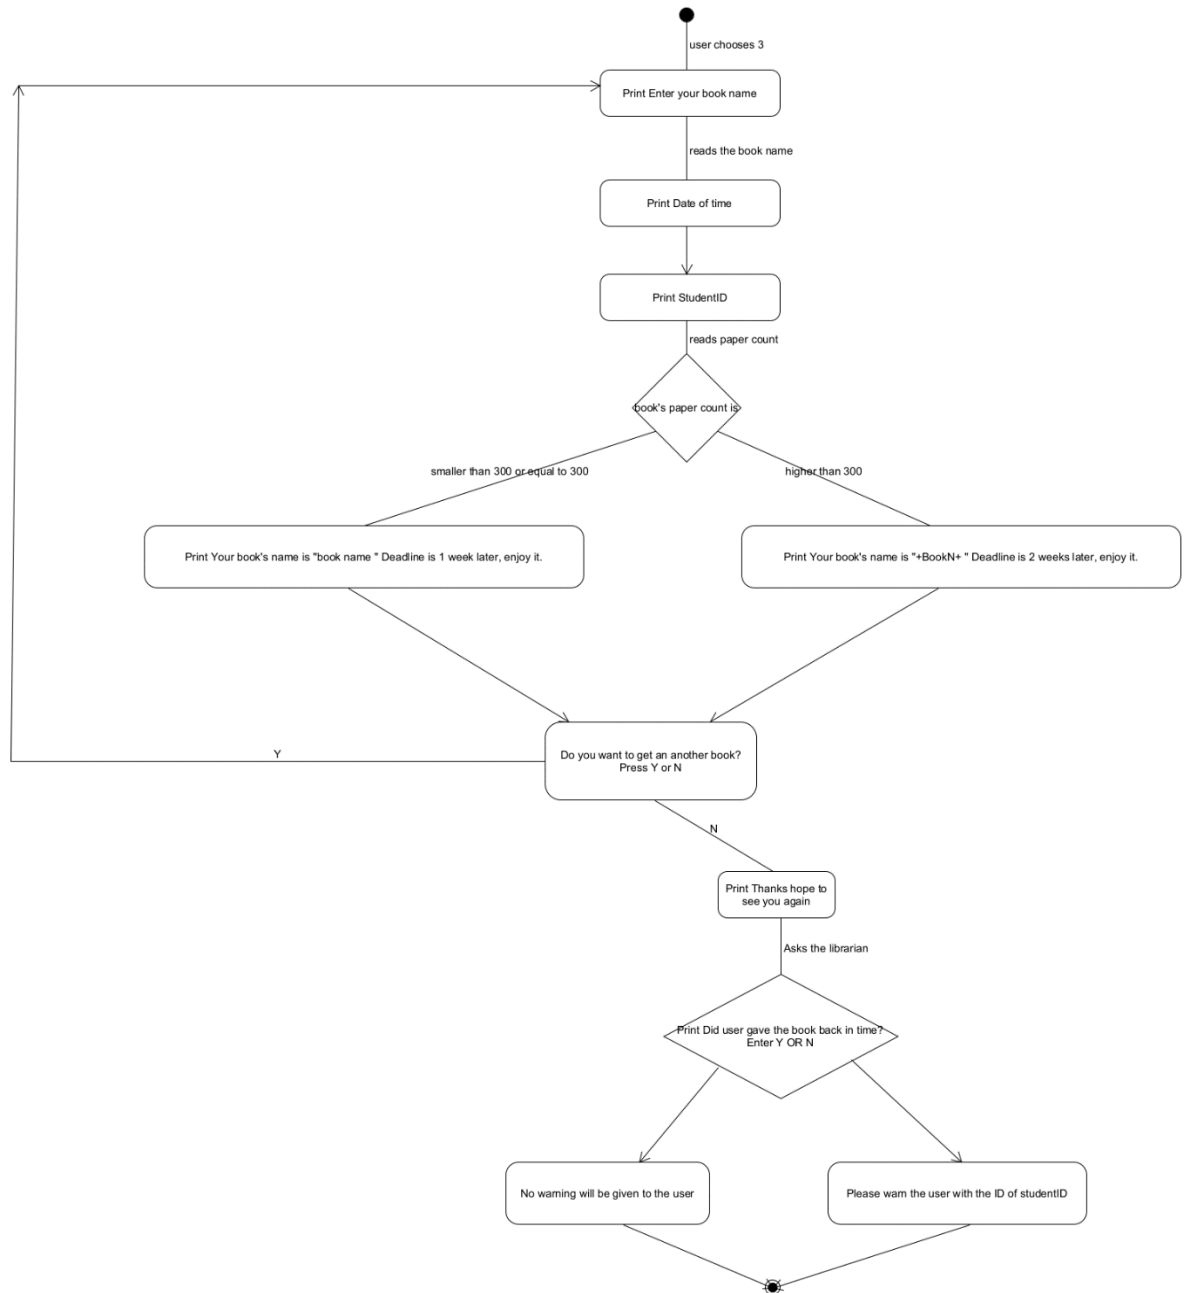 user chooses 3
Print Enter your book name
reads the book name
Print Date of time
Print StudentID
reads paper count
book's paper count is
smaller than 300 or equal to 300
higher than 300
Print Your book's name is "book name " Deadline is 1 week later, enjoy it.
Print Your book's name is "+BookN+ " Deadline is 2 weeks later, enjoy it.
Y
Do you want to get an another book?
Press Y or N
N
Print Thanks hope to
see you again
Asks the librarian
Print Did user gave the book back in time?
Enter Y OR N
No warning will be given to the user
Please warn the user with the ID of studentID